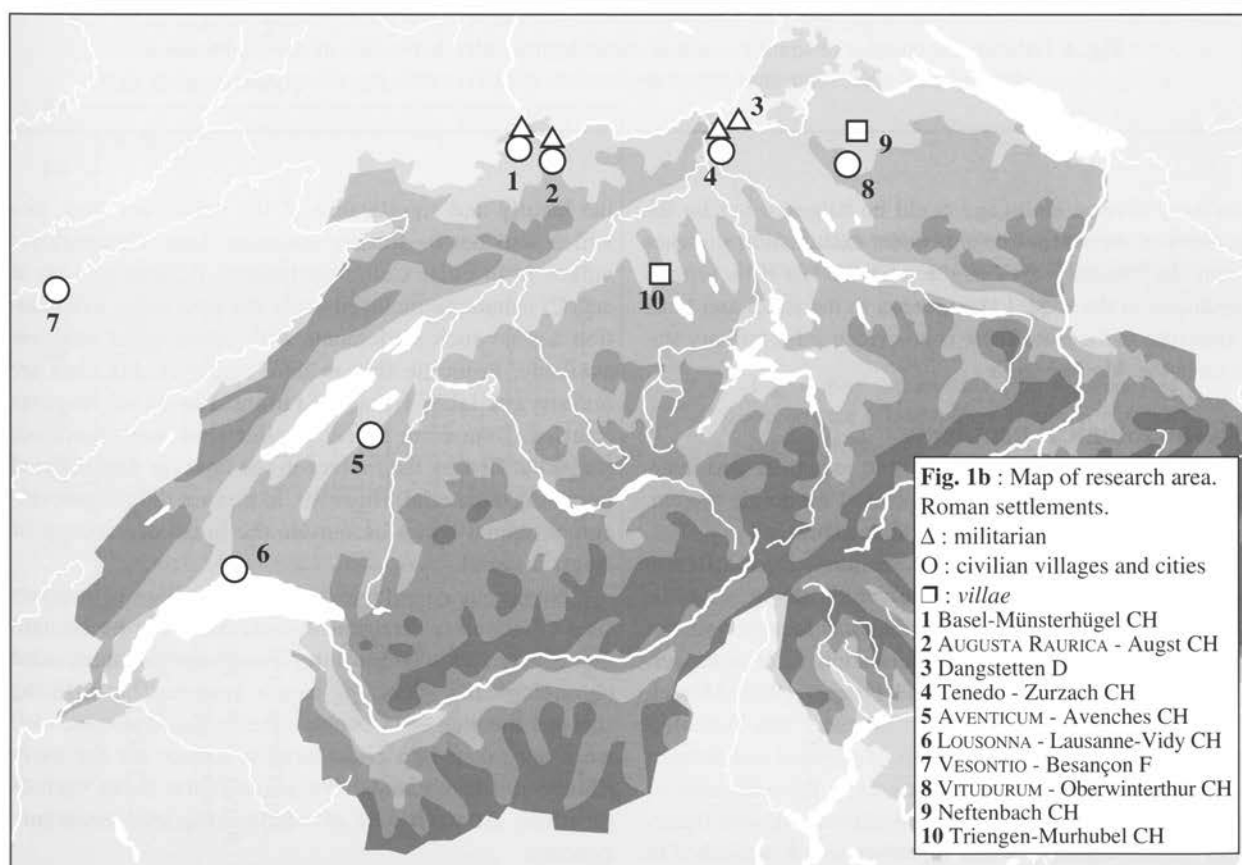 1
2
3
4
5
6
7
8
9
10
Fig. 1b : Map of research area.
Roman settlements.
Δ : militarian
O : civilian villages and cities
❒ : villae
1 Basel-Münsterhügel CH
2 AUGUSTA RAURICA - Augst CH
3 Dangstetten D
4 Tenedo - Zurzach CH
5 AVENTICUM - Avenches CH
6 LOUSONNA - Lausanne-Vidy CH
7 VESONTIO - Besançon F
8 VITUDURUM - Oberwinterthur CH
9 Neftenbach CH
10 Triengen-Murhubel CH